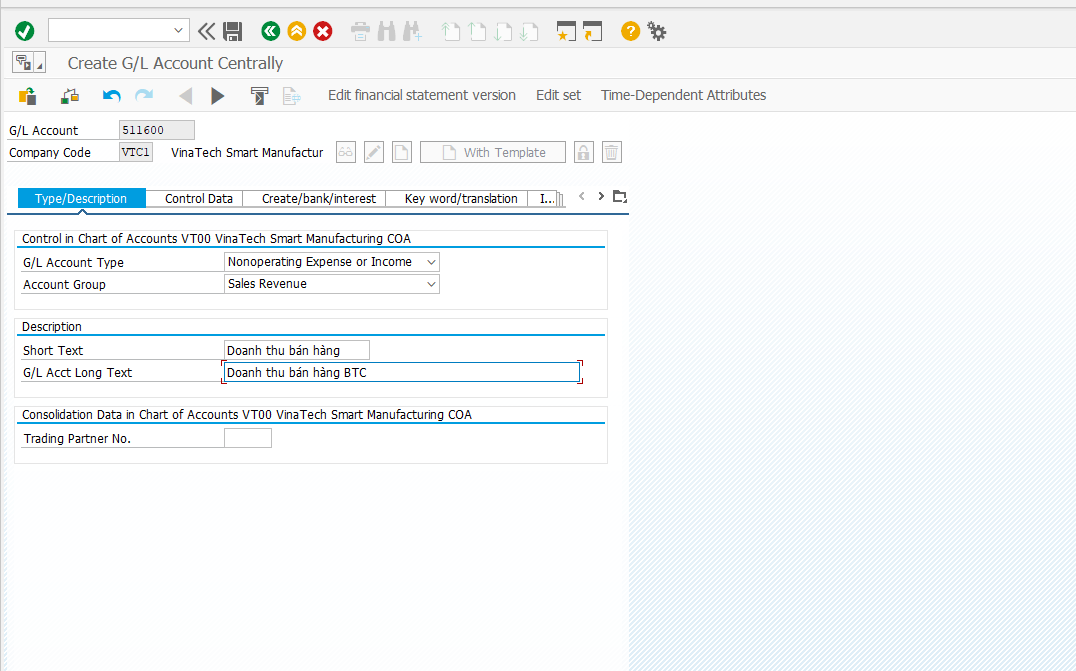 Create G/L Account Centrally
Edit financial statement version Edit set Time-Dependent Attributes
G/L Account 511600
Company Code VTC1 VinaTech Smart Manufactur With Template
Type/Description Control Data Create/bank/interest Key word/translation I...
Control in Chart of Accounts VT00 VinaTech Smart Manufacturing COA
G/L Account Type Nonoperating Expense or Income
Account Group Sales Revenue
Description
Short Text Doanh thu bán hàng
G/L Acct Long Text Doanh thu bán hàng BTC
Consolidation Data in Chart of Accounts VT00 VinaTech Smart Manufacturing COA
Trading Partner No.